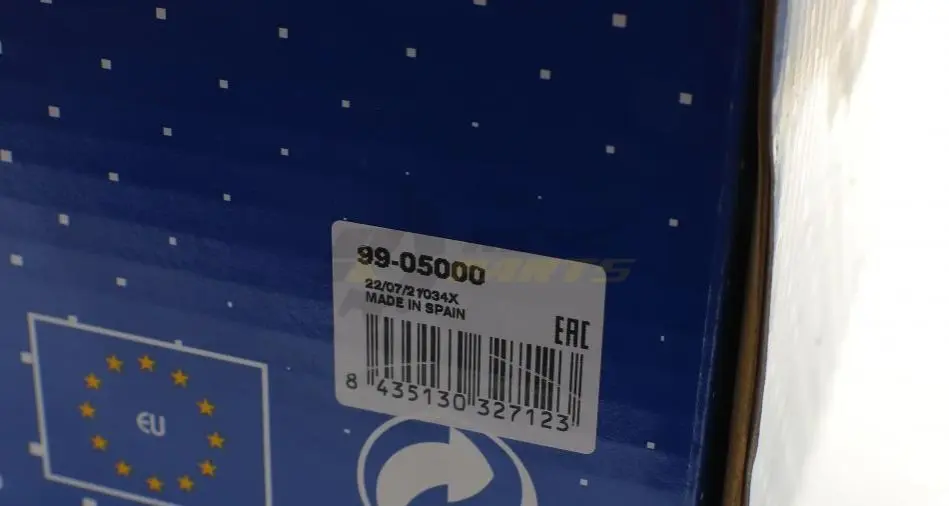 99-05000
22/07/21034X
MADE IN SPAIN
EAC
8 435130 327123
EU